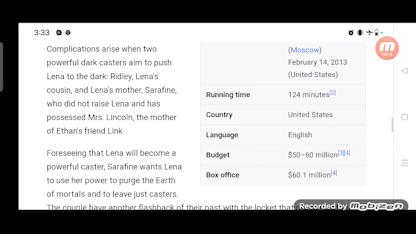 3:33
Complications arise when two
powerful dark casters aim to push
Lena to the dark: Ridley, Lena's
cousin, and Lena's mother, Sarafine,
who did not raise Lena and has
possessed Mrs. Lincoln, the mother
of Ethan's friend Link.
Foreseeing that Lena will become a
powerful caster, Sarafine wants Lena
to use her power to purge the Earth
of mortals and to leave just casters.
The couple have another flashback of their past with the locket that
(Moscow)
February 14, 2013
(United States)
Running time 124 minutes[2]
Country United States
Language English
Budget $50–60 million[3][4]
Box office $60.1 million[4]
Recorded by mobizen
mobizen